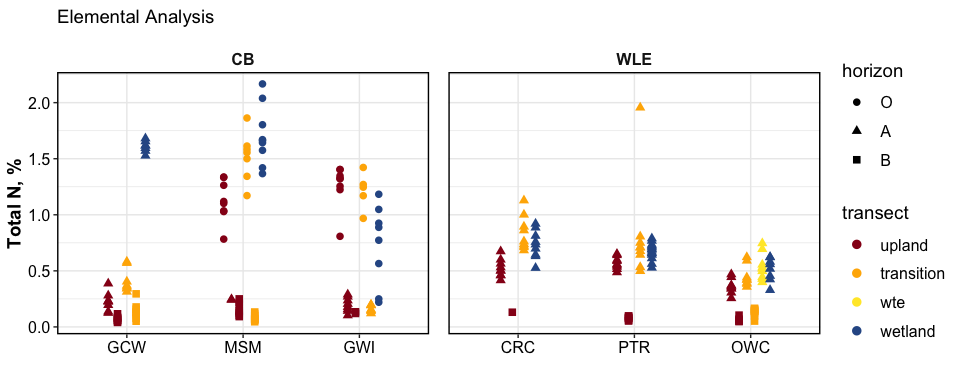 Elemental Analysis
CB
WLE
Total N, %
2.0
1.5
1.0
0.5
0.0
GCW
MSM
GWI
CRC
PTR
OWC
horizon
O
A
B
transect
upland
transition
wte
wetland